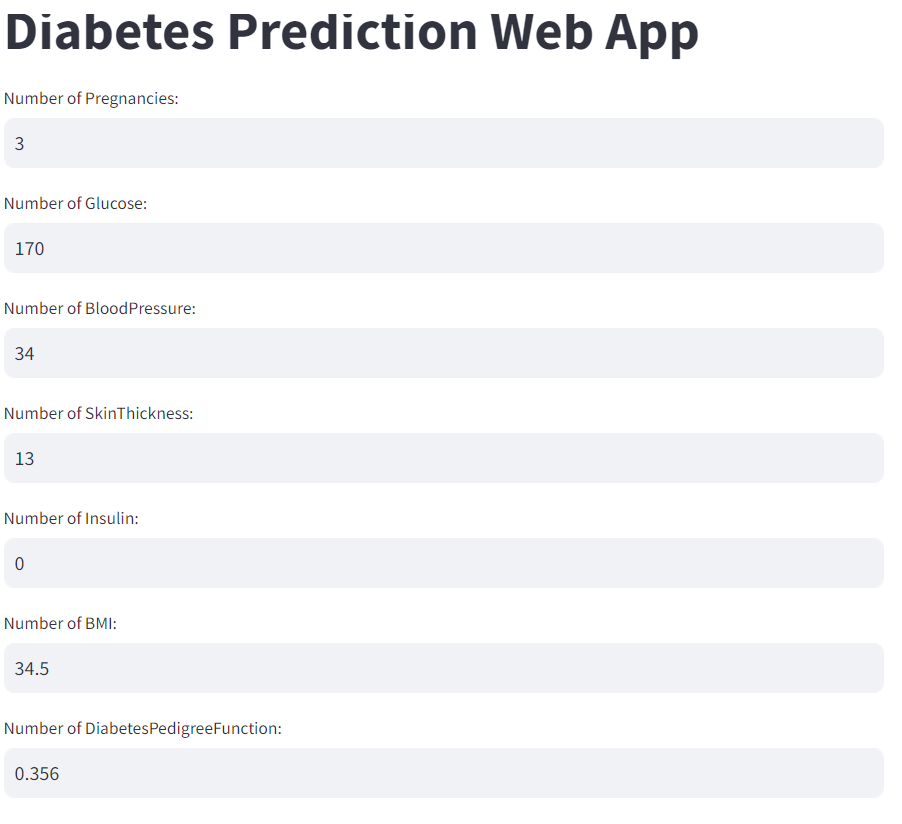 Diabetes Prediction Web App
Number of Pregnancies:
3
Number of Glucose:
170
Number of BloodPressure:
34
Number of SkinThickness:
13
Number of Insulin:
0
Number of BMI:
34.5
Number of DiabetesPedigreeFunction:
0.356